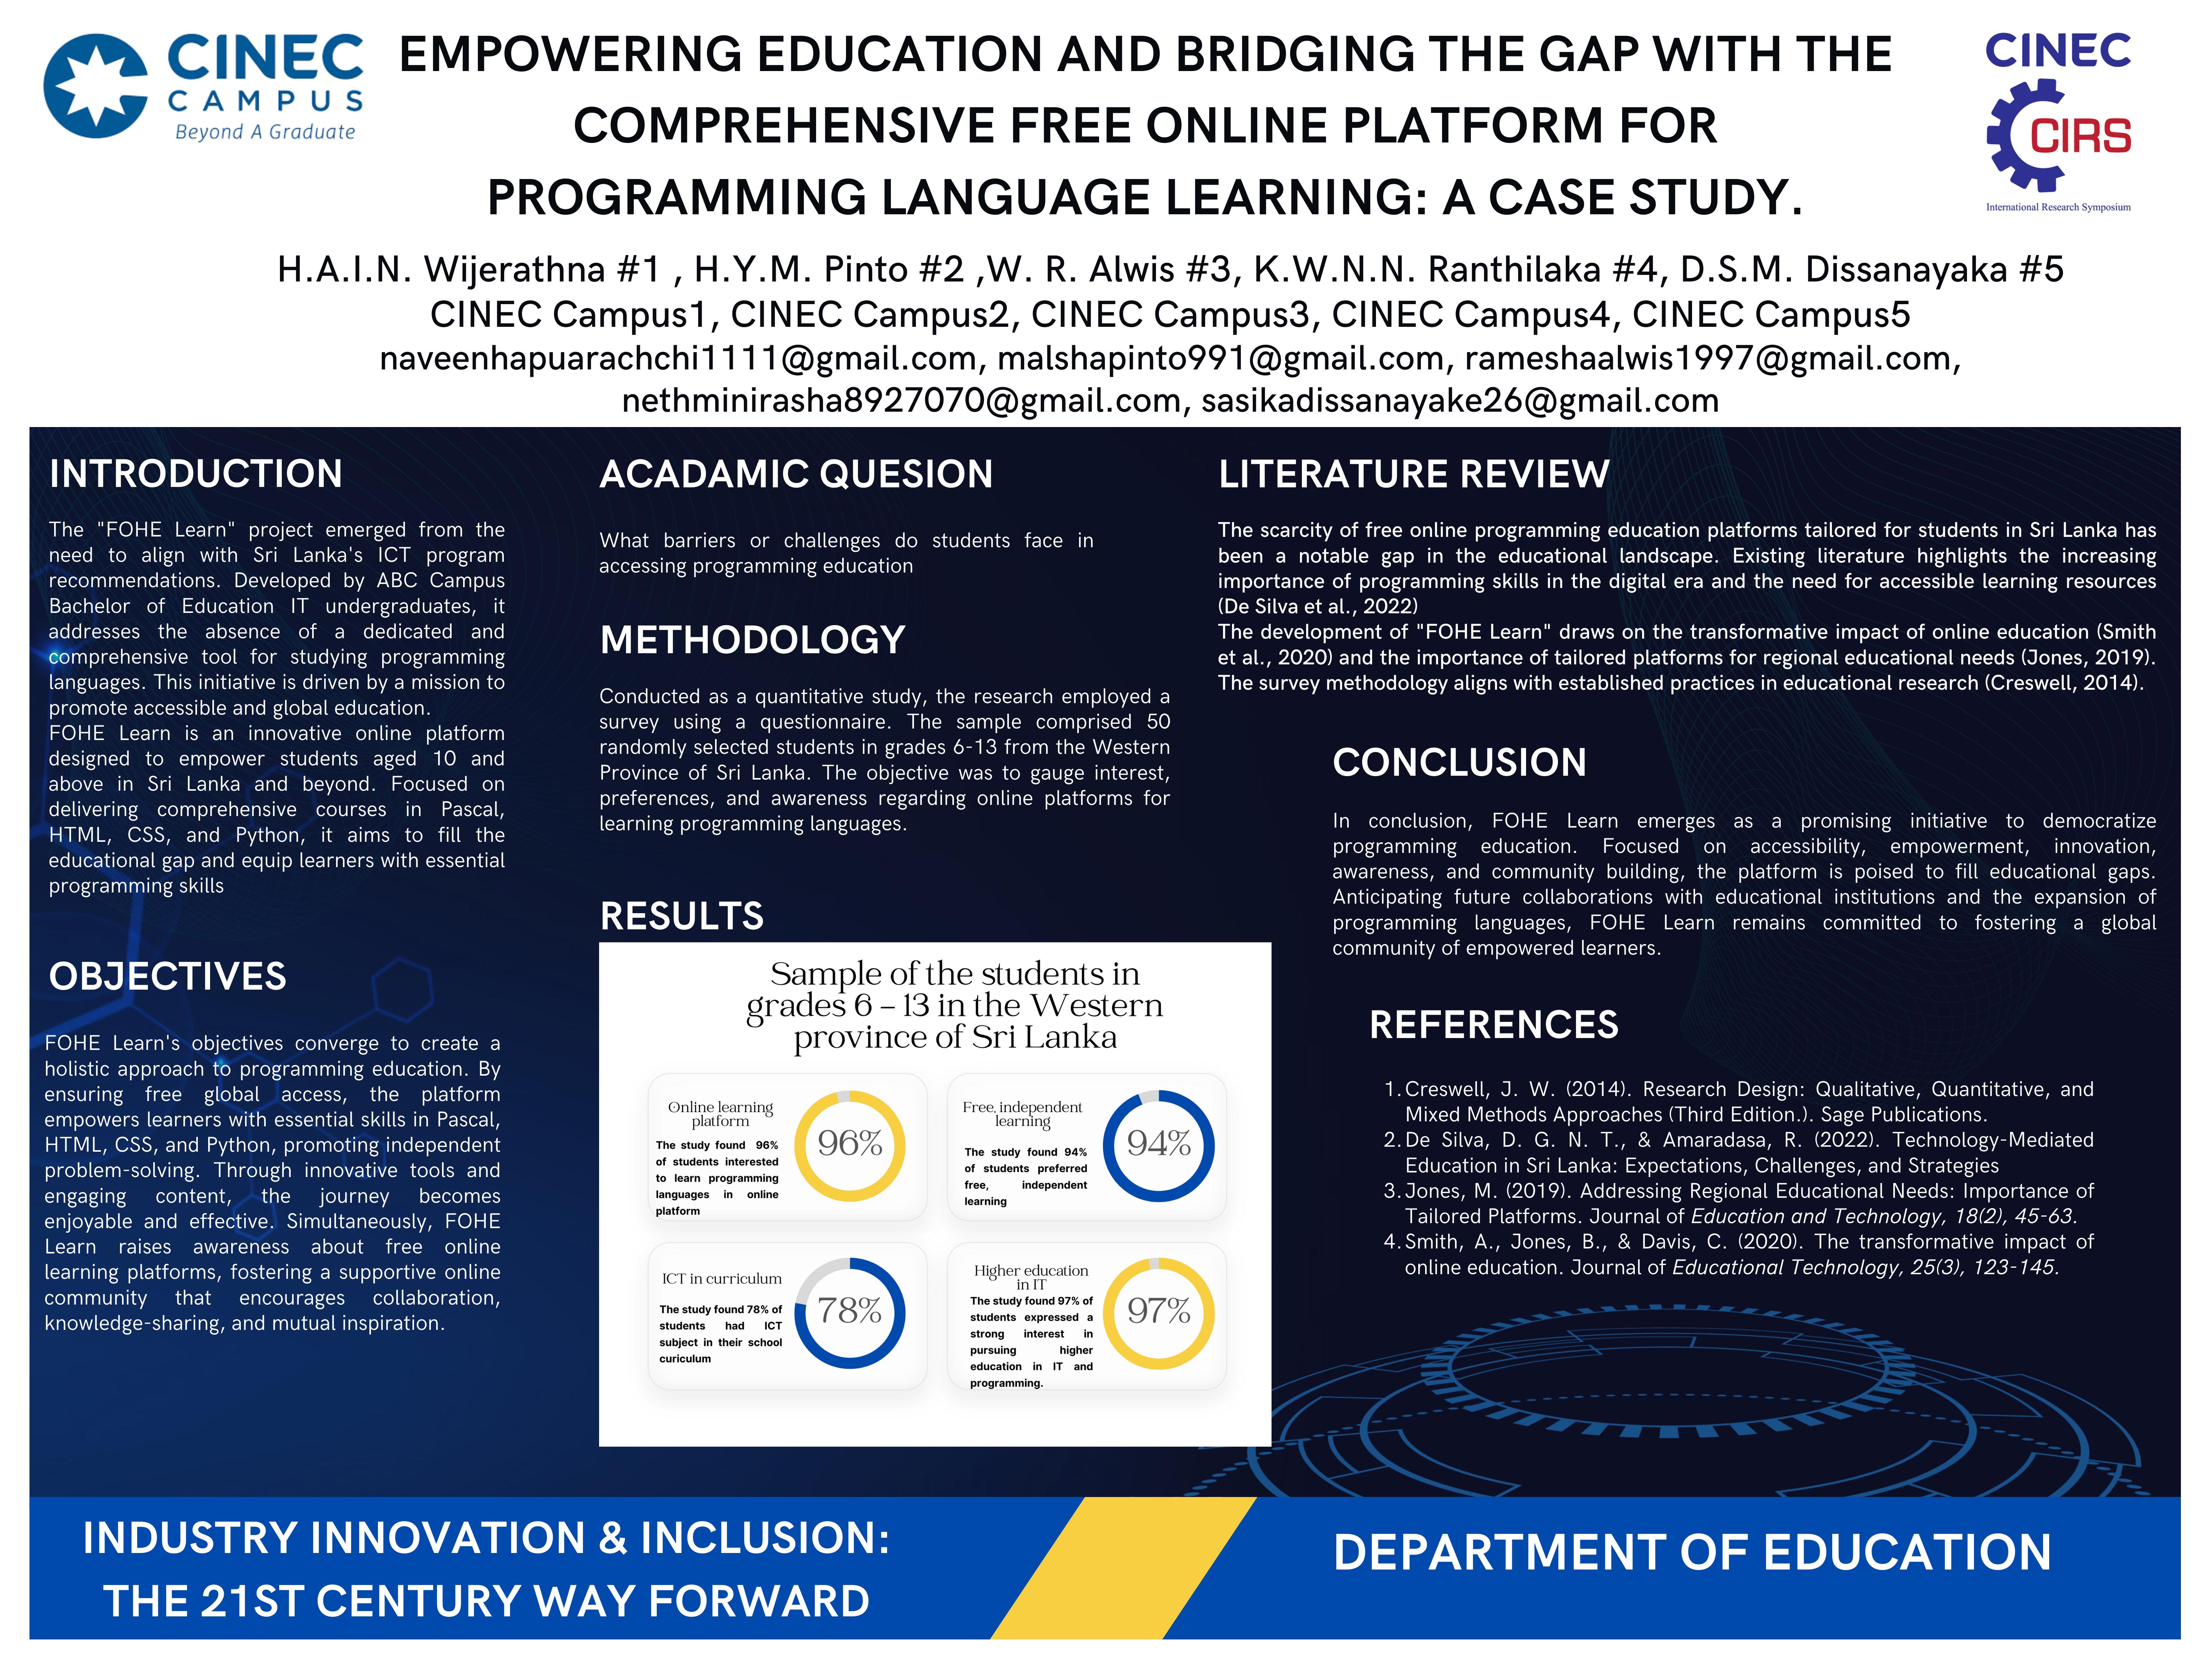 CINEC
CAMPUS
Beyond A Graduate
EMPOWERING EDUCATION AND BRIDGING THE GAP WITH THE
COMPREHENSIVE FREE ONLINE PLATFORM FOR
PROGRAMMING LANGUAGE LEARNING: A CASE STUDY.
CINEC
CIRS
International Research Symposium
H.A.I.N. Wijerathna #1 , H.Y.M. Pinto #2 ,W. R. Alwis #3, K.W.N.N. Ranthilaka #4, D.S.M. Dissanayaka #5
CINEC Campus1, CINEC Campus2, CINEC Campus3, CINEC Campus4, CINEC Campus5
naveenhapuarachchi1111@gmail.com, malshapinto991@gmail.com, rameshaalwis1997@gmail.com,
nethminirasha8927070@gmail.com, sasikadissanayake26@gmail.com
INTRODUCTION
The "FOHE Learn" project emerged from the
need to align with Sri Lanka's ICT program
recommendations. Developed by ABC Campus
Bachelor of Education IT undergraduates, it
addresses the absence of a dedicated and
comprehensive tool for studying programming
languages. This initiative is driven by a mission to
promote accessible and global education.
FOHE Learn is an innovative online platform
designed to empower students aged 10 and
above in Sri Lanka and beyond. Focused on
delivering comprehensive courses in Pascal,
HTML, CSS, and Python, it aims to fill the
educational gap and equip learners with essential
programming skills
OBJECTIVES
FOHE Learn's objectives converge to create a
holistic approach to programming education. By
ensuring free global access, the platform
empowers learners with essential skills in Pascal,
HTML, CSS, and Python, promoting independent
problem-solving. Through innovative tools and
engaging content, the journey becomes
enjoyable and effective. Simultaneously, FOHE
Learn raises awareness about free online
learning platforms, fostering a supportive online
community that encourages collaboration,
knowledge-sharing, and mutual inspiration.
ACADAMIC QUESION
What barriers or challenges do students face in
accessing programming education
METHODOLOGY
Conducted as a quantitative study, the research employed a
survey using a questionnaire. The sample comprised 50
randomly selected students in grades 6-13 from the Western
Province of Sri Lanka. The objective was to gauge interest,
preferences, and awareness regarding online platforms for
learning programming languages.
RESULTS
Sample of the students in
grades 6 – 13 in the Western
province of Sri Lanka
Online learning
platform
The study found 96%
of students interested
to learn programming
languages in online
platform
96%
Free, independent
learning
The study found 94%
of students preferred
free, independent
learning
94%
ICT in curriculum
The study found 78% of
students had ICT
subject in their school
curiculum
78%
Higher education
in IT
The study found 97% of
students expressed a
strong interest in
pursuing higher
education in IT and
programming.
97%
LITERATURE REVIEW
The scarcity of free online programming education platforms tailored for students in Sri Lanka has
been a notable gap in the educational landscape. Existing literature highlights the increasing
importance of programming skills in the digital era and the need for accessible learning resources
(De Silva et al., 2022)
The development of "FOHE Learn" draws on the transformative impact of online education (Smith
et al., 2020) and the importance of tailored platforms for regional educational needs (Jones, 2019).
The survey methodology aligns with established practices in educational research (Creswell, 2014).
CONCLUSION
In conclusion, FOHE Learn emerges as a promising initiative to democratize
programming education. Focused on accessibility, empowerment, innovation,
awareness, and community building, the platform is poised to fill educational gaps.
Anticipating future collaborations with educational institutions and the expansion of
programming languages, FOHE Learn remains committed to fostering a global
community of empowered learners.
REFERENCES
1. Creswell, J. W. (2014). Research Design: Qualitative, Quantitative, and
Mixed Methods Approaches (Third Edition.). Sage Publications.
2. De Silva, D. G. N. T., & Amaradasa, R. (2022). Technology-Mediated
Education in Sri Lanka: Expectations, Challenges, and Strategies
3. Jones, M. (2019). Addressing Regional Educational Needs: Importance of
Tailored Platforms. Journal of Education and Technology, 18(2), 45-63.
4. Smith, A., Jones, B., & Davis, C. (2020). The transformative impact of
online education. Journal of Educational Technology, 25(3), 123-145.
INDUSTRY INNOVATION & INCLUSION:
THE 21ST CENTURY WAY FORWARD
DEPARTMENT OF EDUCATION